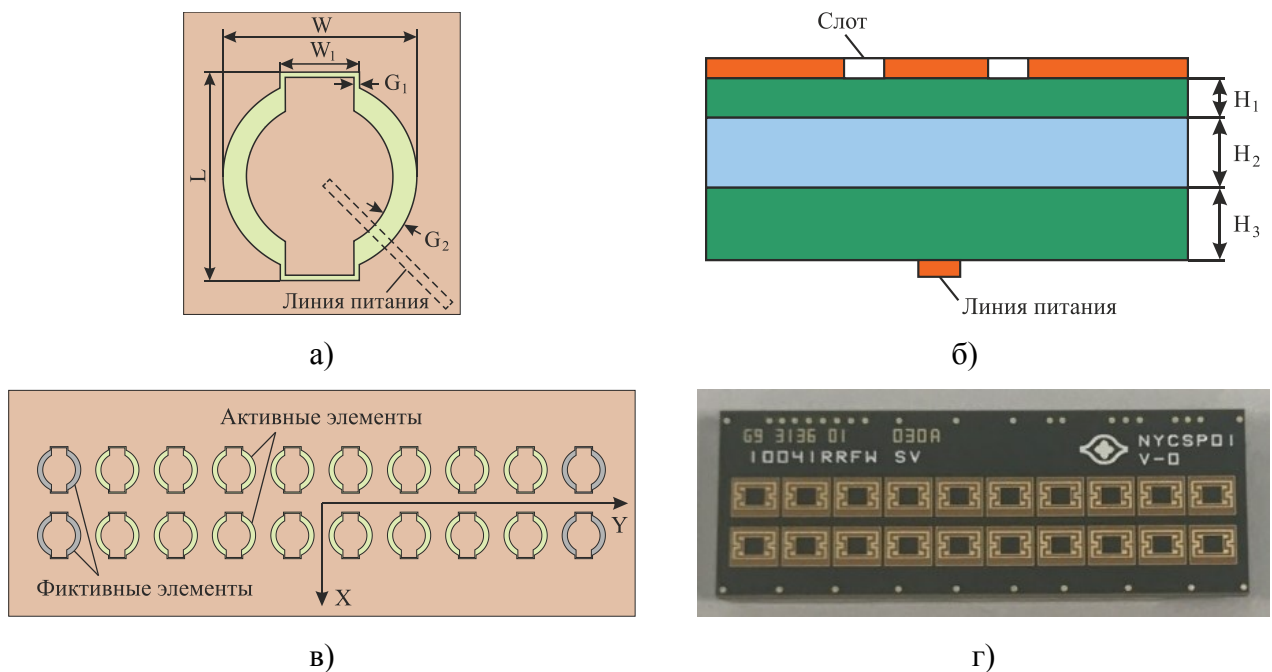 W
W₁
G₁
L
G₂
Линия питания
а)
Слот
H₁
H₂
H₃
Линия питания
б)
Активные элементы
Y
Фиктивные элементы
X
в)
G9 3136 01 030A
10041RRFW SV
NYCSP01
V-0
г)